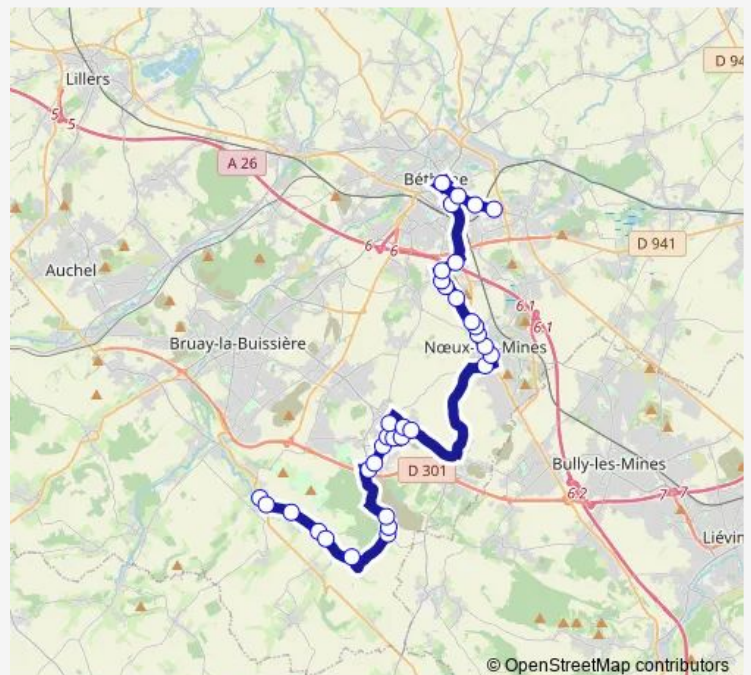 D 94
Lillers
5 5
A 26
Béthune
6 6
D 941
Auchel
6.1
6.1
Bruay-la-Buissière
Nœux- Mines
D 301
Bully-les-Mines
6.2
7 7
Liévin
© OpenStreetMap contributors